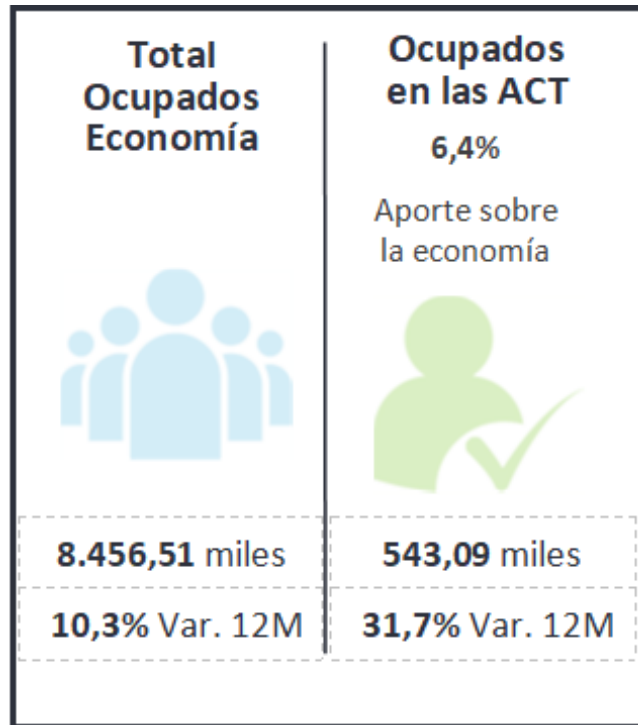 Total
Ocupados
Economía
8.456,51 miles
10,3% Var. 12M
Ocupados
en las ACT
6,4%
Aporte sobre
la economía
543,09 miles
31,7% Var. 12M